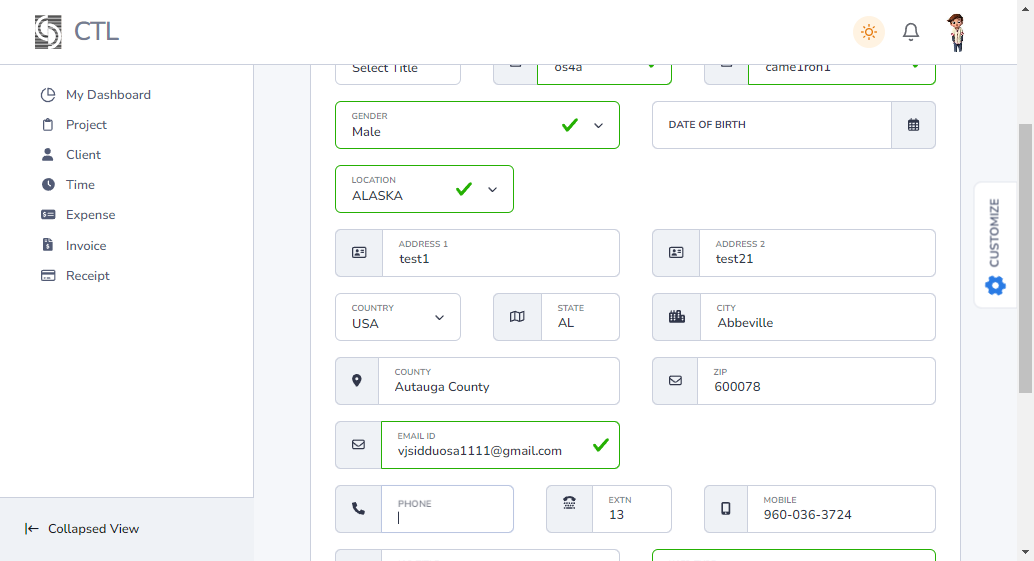 CTL
My Dashboard
Project
Client
Time
Expense
Invoice
Receipt
Collapsed View
Select Title
os4a
came1ron1
GENDER
Male
DATE OF BIRTH
LOCATION
ALASKA
ADDRESS 1
test1
ADDRESS 2
test21
COUNTRY
USA
STATE
AL
CITY
Abbeville
COUNTY
Autauga County
ZIP
600078
EMAIL ID
vjsidduosa1111@gmail.com
PHONE
EXTN
13
MOBILE
960-036-3724
CUSTOMIZE